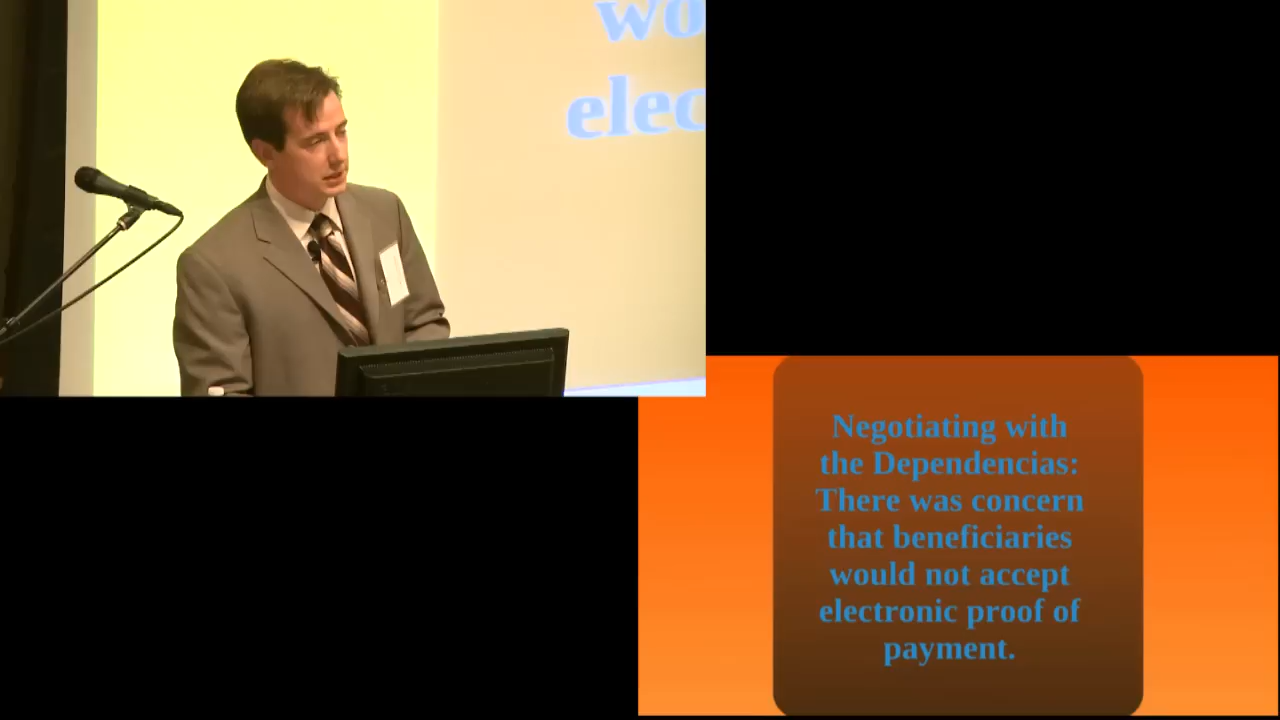 wo
elec
Negotiating with
the Dependencias:
There was concern
that beneficiaries
would not accept
electronic proof of
payment.